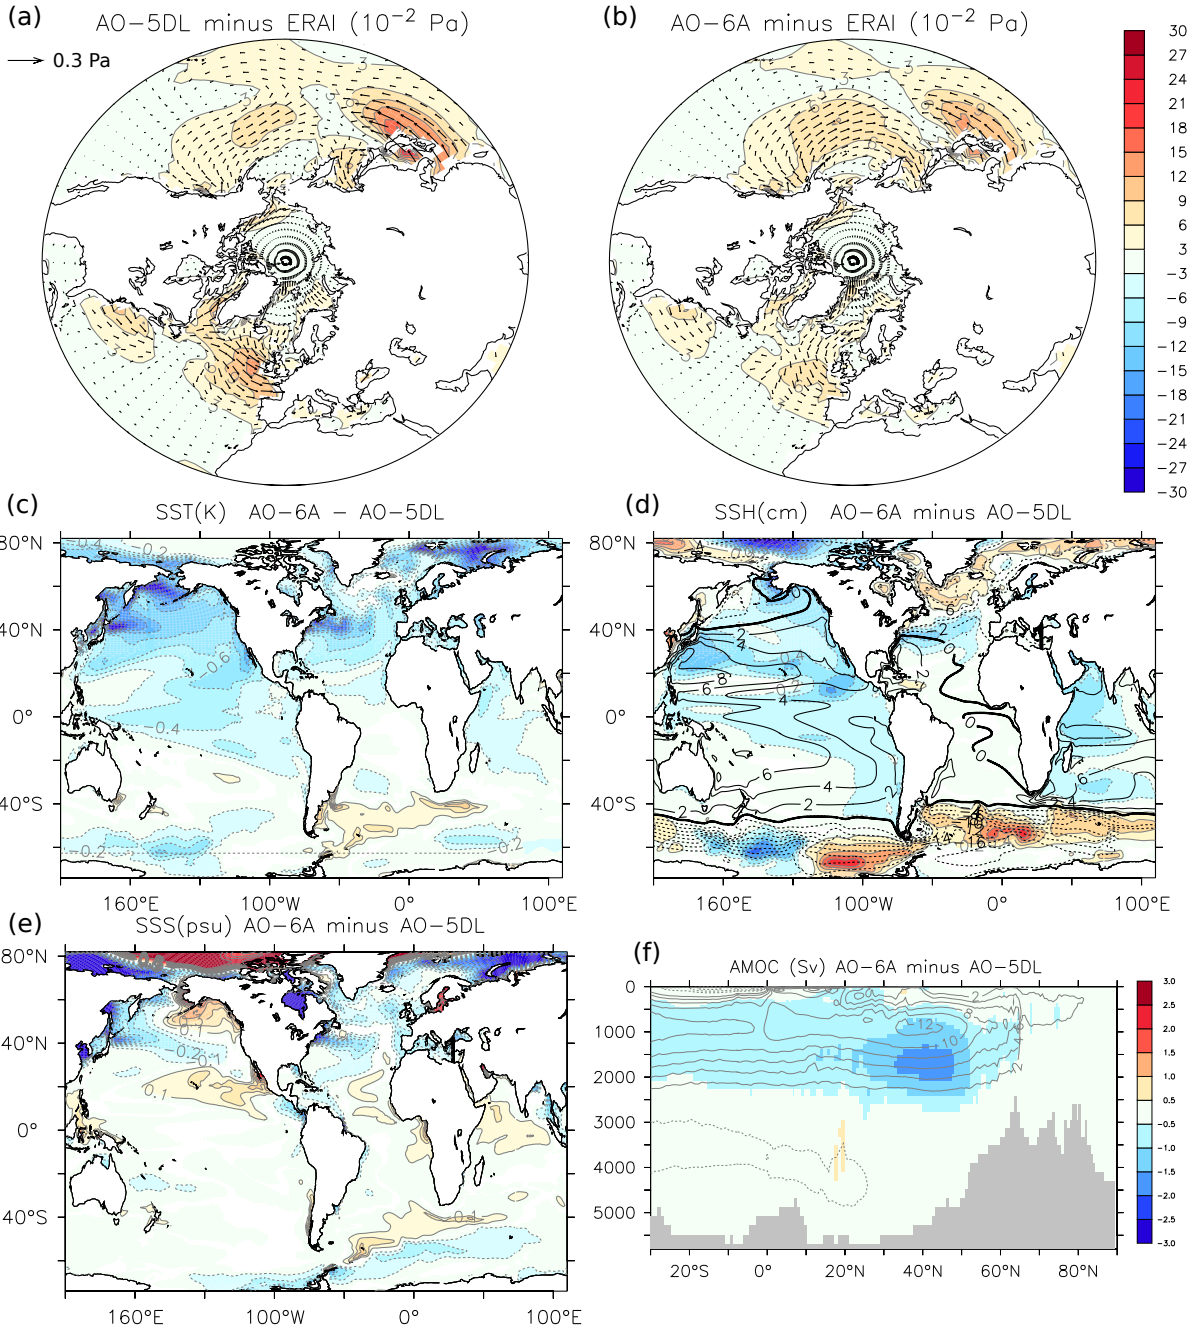 (a) AO−5DL minus ERAI (10−2 Pa)
(b) AO−6A minus ERAI (10−2 Pa)
0.3 Pa
30
27
24
21
18
15
12
9
6
3
−3
−6
−9
−12
−15
−18
−21
−24
−27
−30
(c) SST(K) AO−6A − AO−5DL
(d) SSH(cm) AO−6A minus AO−5DL
80°N
40°N
0°
40°S
160°E 100°W 0° 100°E
80°N
40°N
0°
40°S
160°E 100°W 0° 100°E
(e) SSS(psu) AO−6A minus AO−5DL
80°N
40°N
0°
40°S
160°E 100°W 0° 100°E
(f) AMOC (Sv) AO−6A minus AO−5DL
0
1000
2000
3000
4000
5000
20°S 0° 20°N 40°N 60°N 80°N
3.0
2.5
2.0
1.5
1.0
0.5
−0.5
−1.0
−1.5
−2.0
−2.5
−3.0